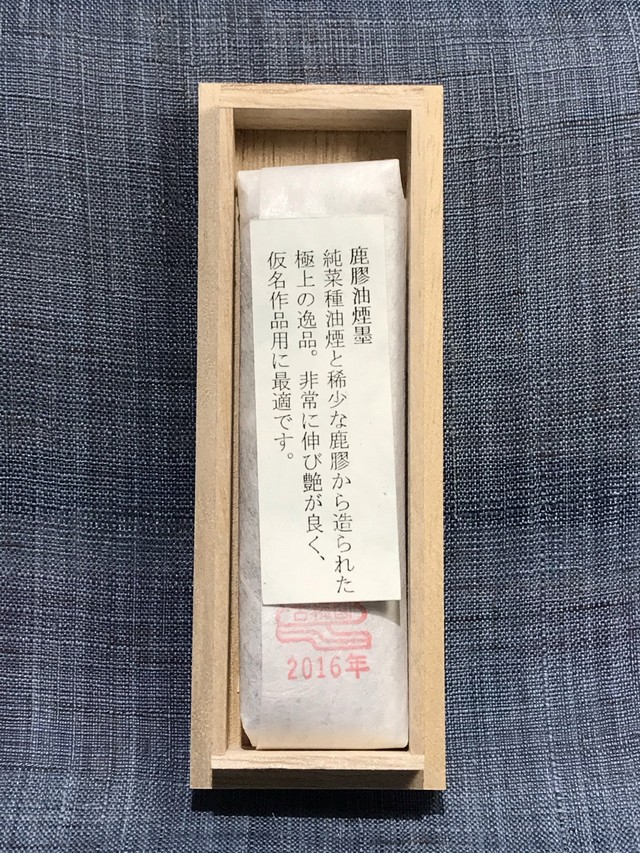 鹿膠油煙墨
純菜種油煙と稀少な鹿膠から造られた
極上の逸品。非常に伸び艶が良く、
仮名作品用に最適です。
2016年